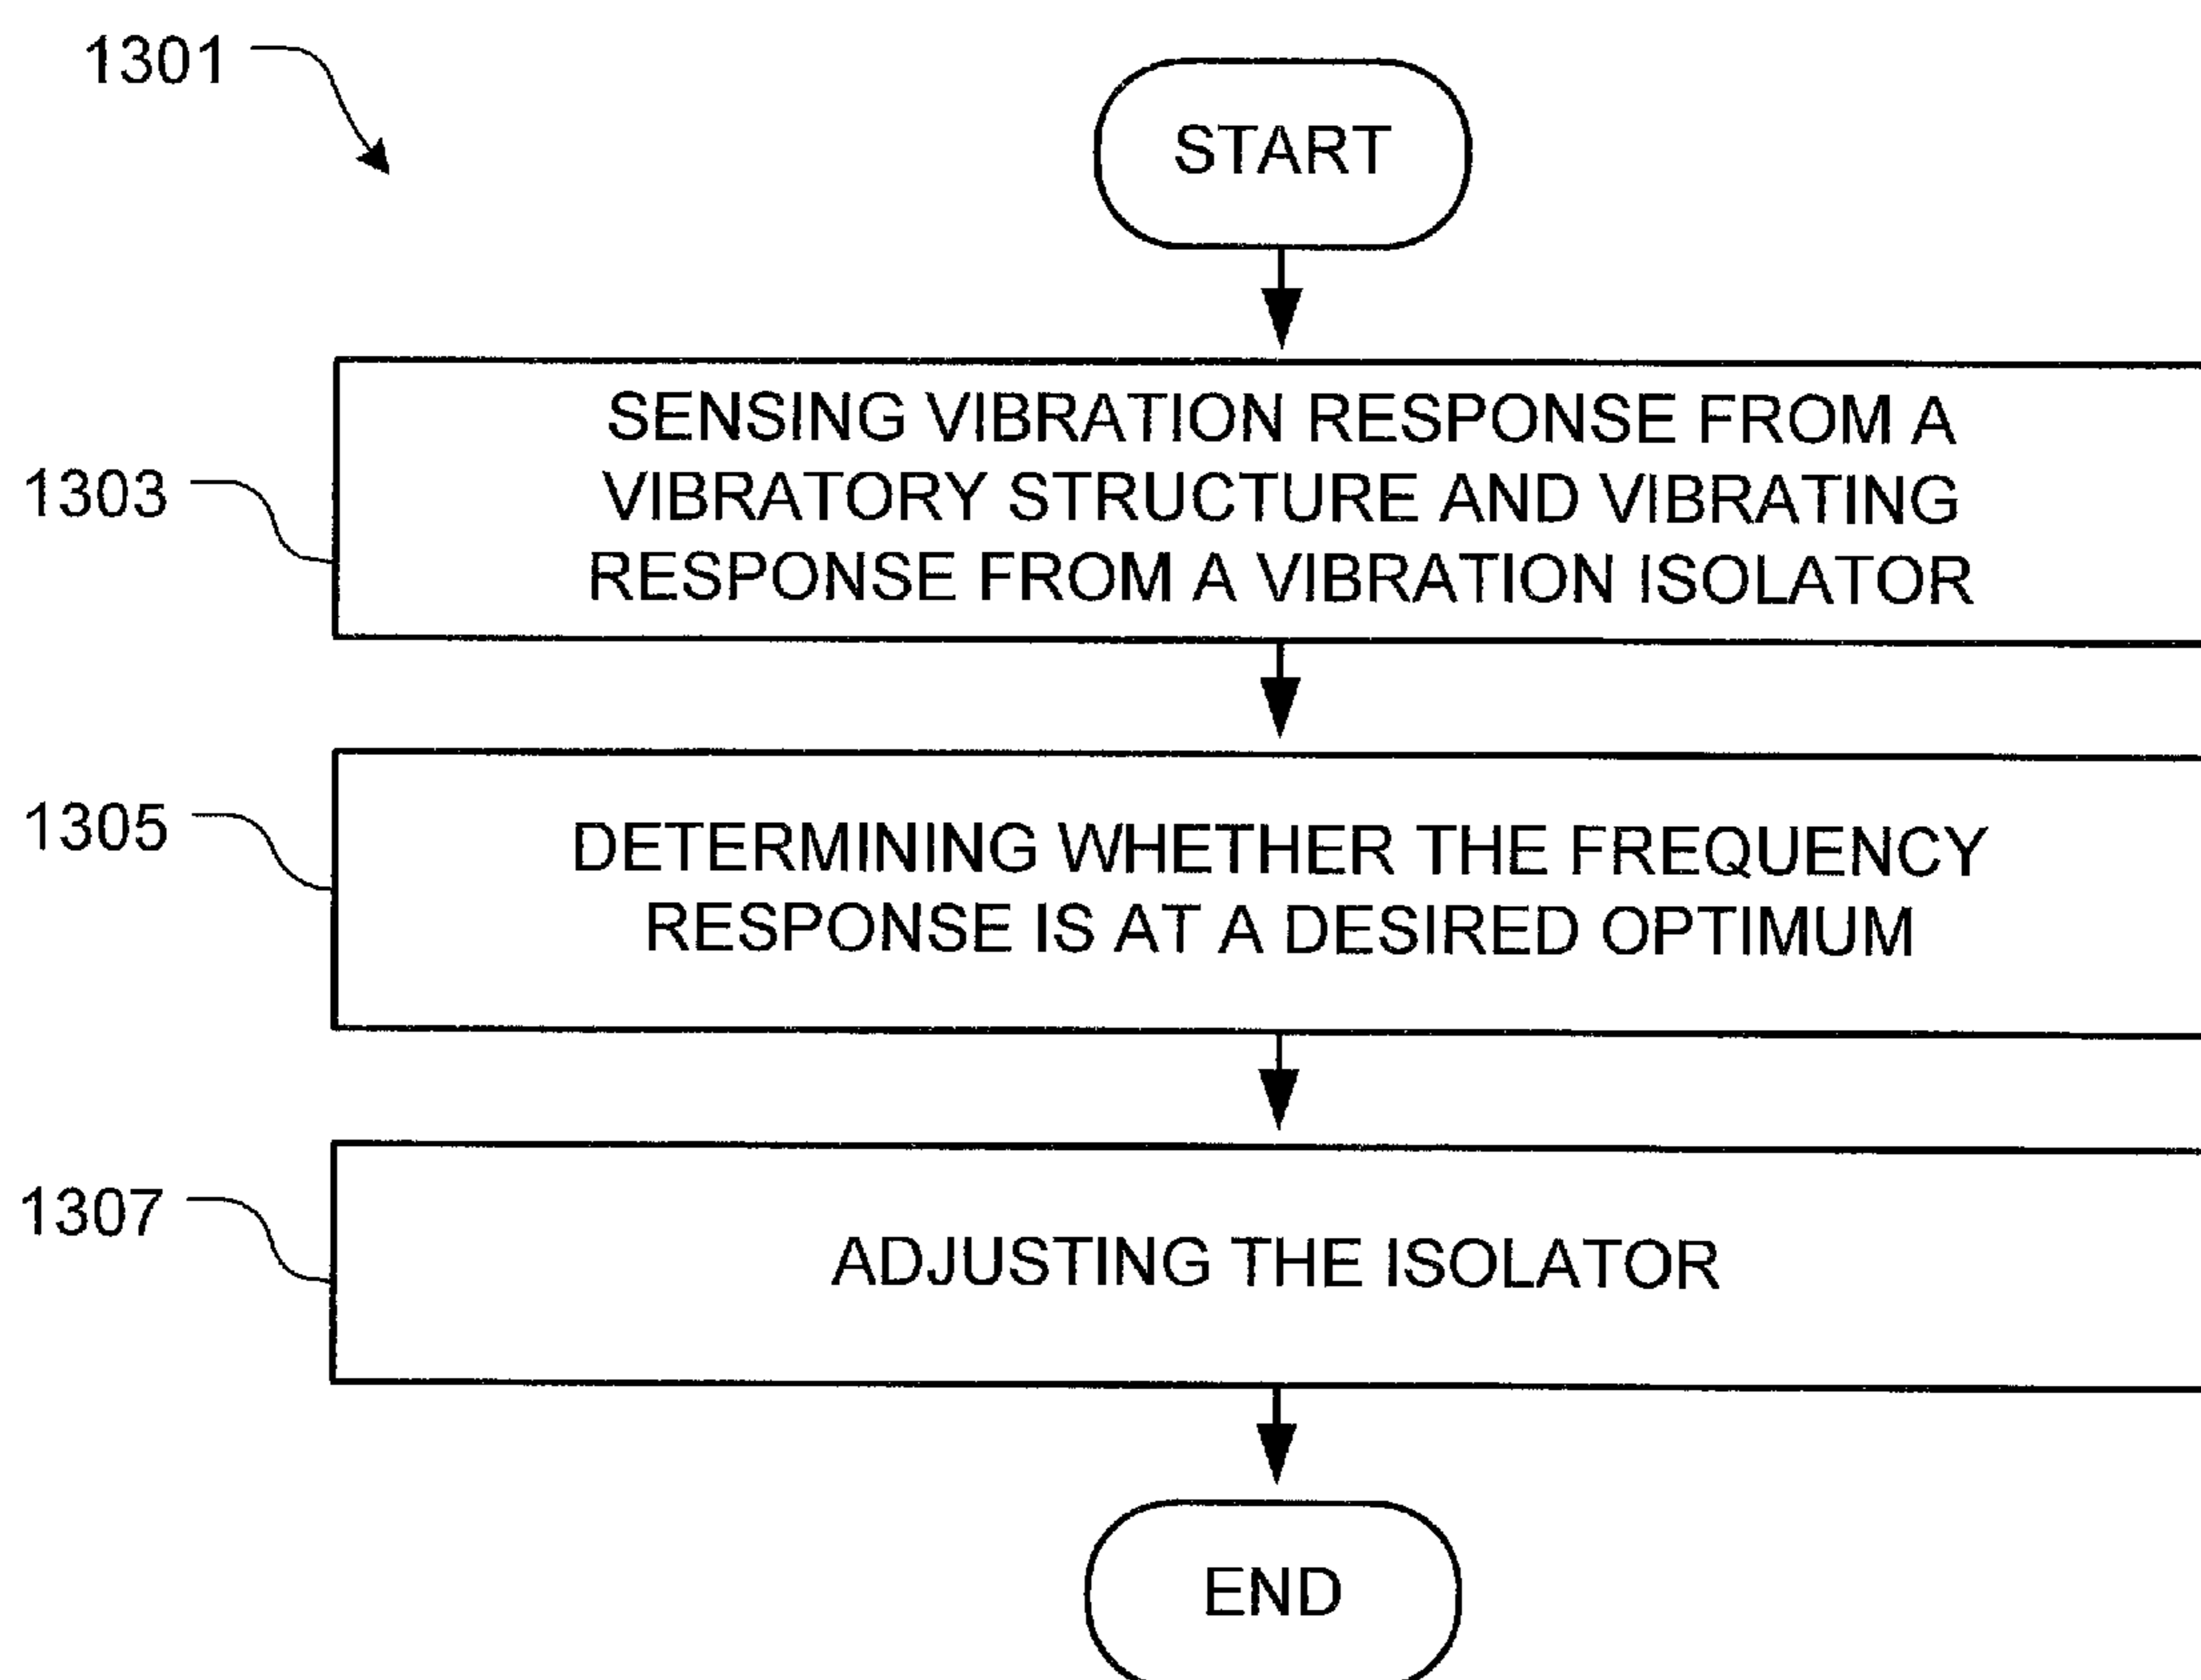 1301
START
1303
SENSING VIBRATION RESPONSE FROM A
VIBRATORY STRUCTURE AND VIBRATING
RESPONSE FROM A VIBRATION ISOLATOR
1305
DETERMINING WHETHER THE FREQUENCY
RESPONSE IS AT A DESIRED OPTIMUM
1307
ADJUSTING THE ISOLATOR
END